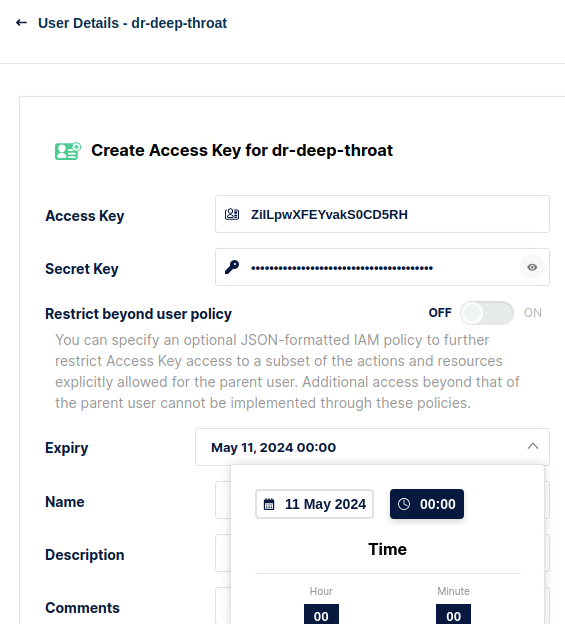 User Details - dr-deep-throat
Create Access Key for dr-deep-throat
Access Key
ZilLpwXFEYvakS0CD5RH
Secret Key
••••••••••••••••••••••••••••••••••••••••
Restrict beyond user policy
OFF
ON
You can specify an optional JSON-formatted IAM policy to further
restrict Access Key access to a subset of the actions and resources
explicitly allowed for the parent user. Additional access beyond that of
the parent user cannot be implemented through these policies.
Expiry
May 11, 2024 00:00
11 May 2024
00:00
Name
Time
Description
Hour
Minute
Comments
00
00